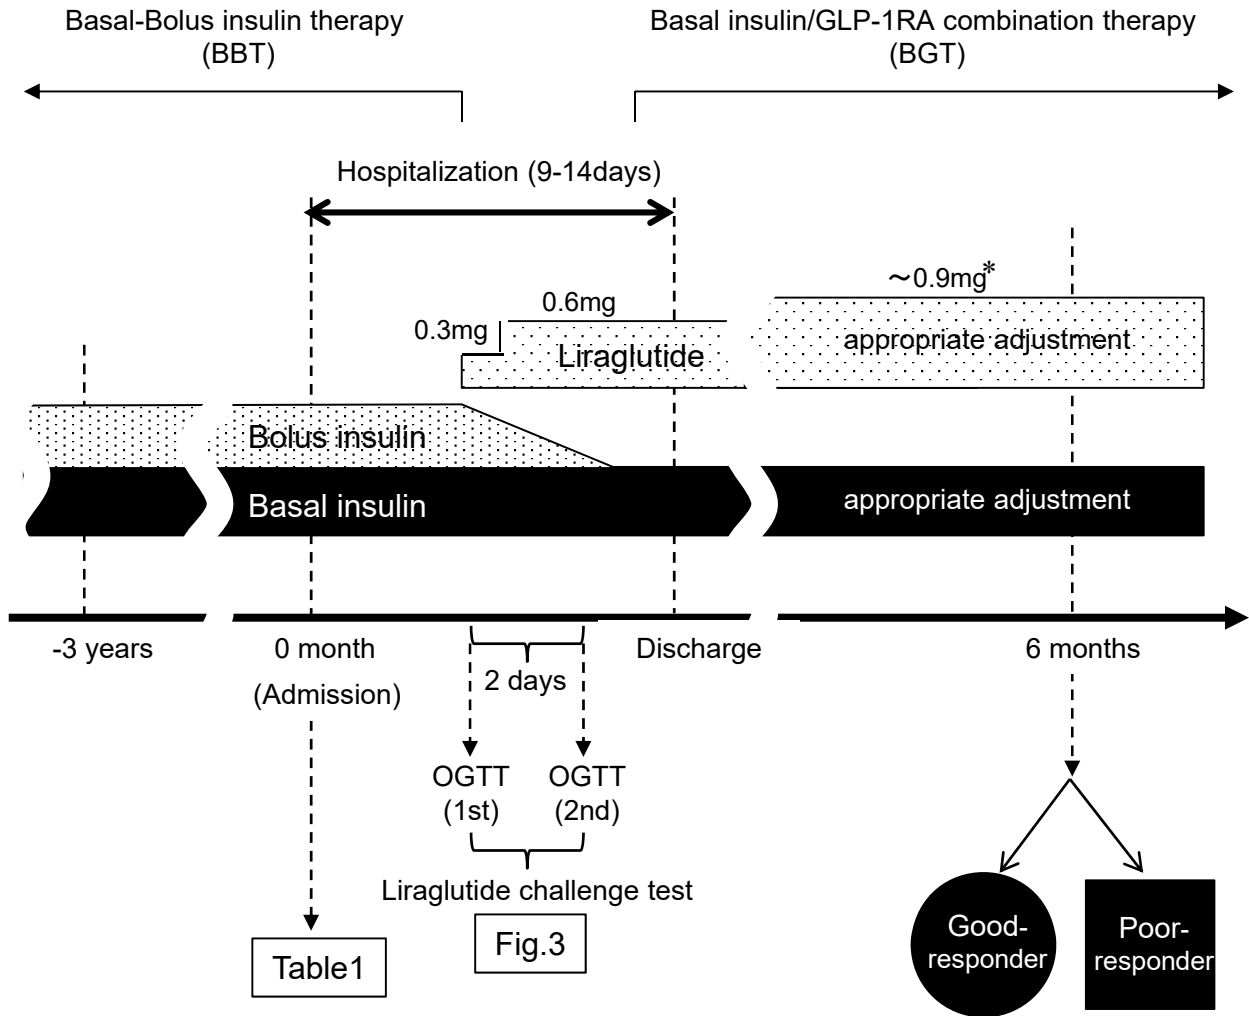 Basal-Bolus insulin therapy
(BBT)
Basal insulin/GLP-1RA combination therapy
(BGT)
Hospitalization (9-14days)
~0.9mg*
0.6mg
0.3mg
Liraglutide
appropriate adjustment
Bolus insulin
Basal insulin
appropriate adjustment
-3 years
0 month
(Admission)
Discharge
6 months
2 days
OGTT
(1st)
OGTT
(2nd)
Liraglutide challenge test
Fig.3
Table1
Good-
responder
Poor-
responder